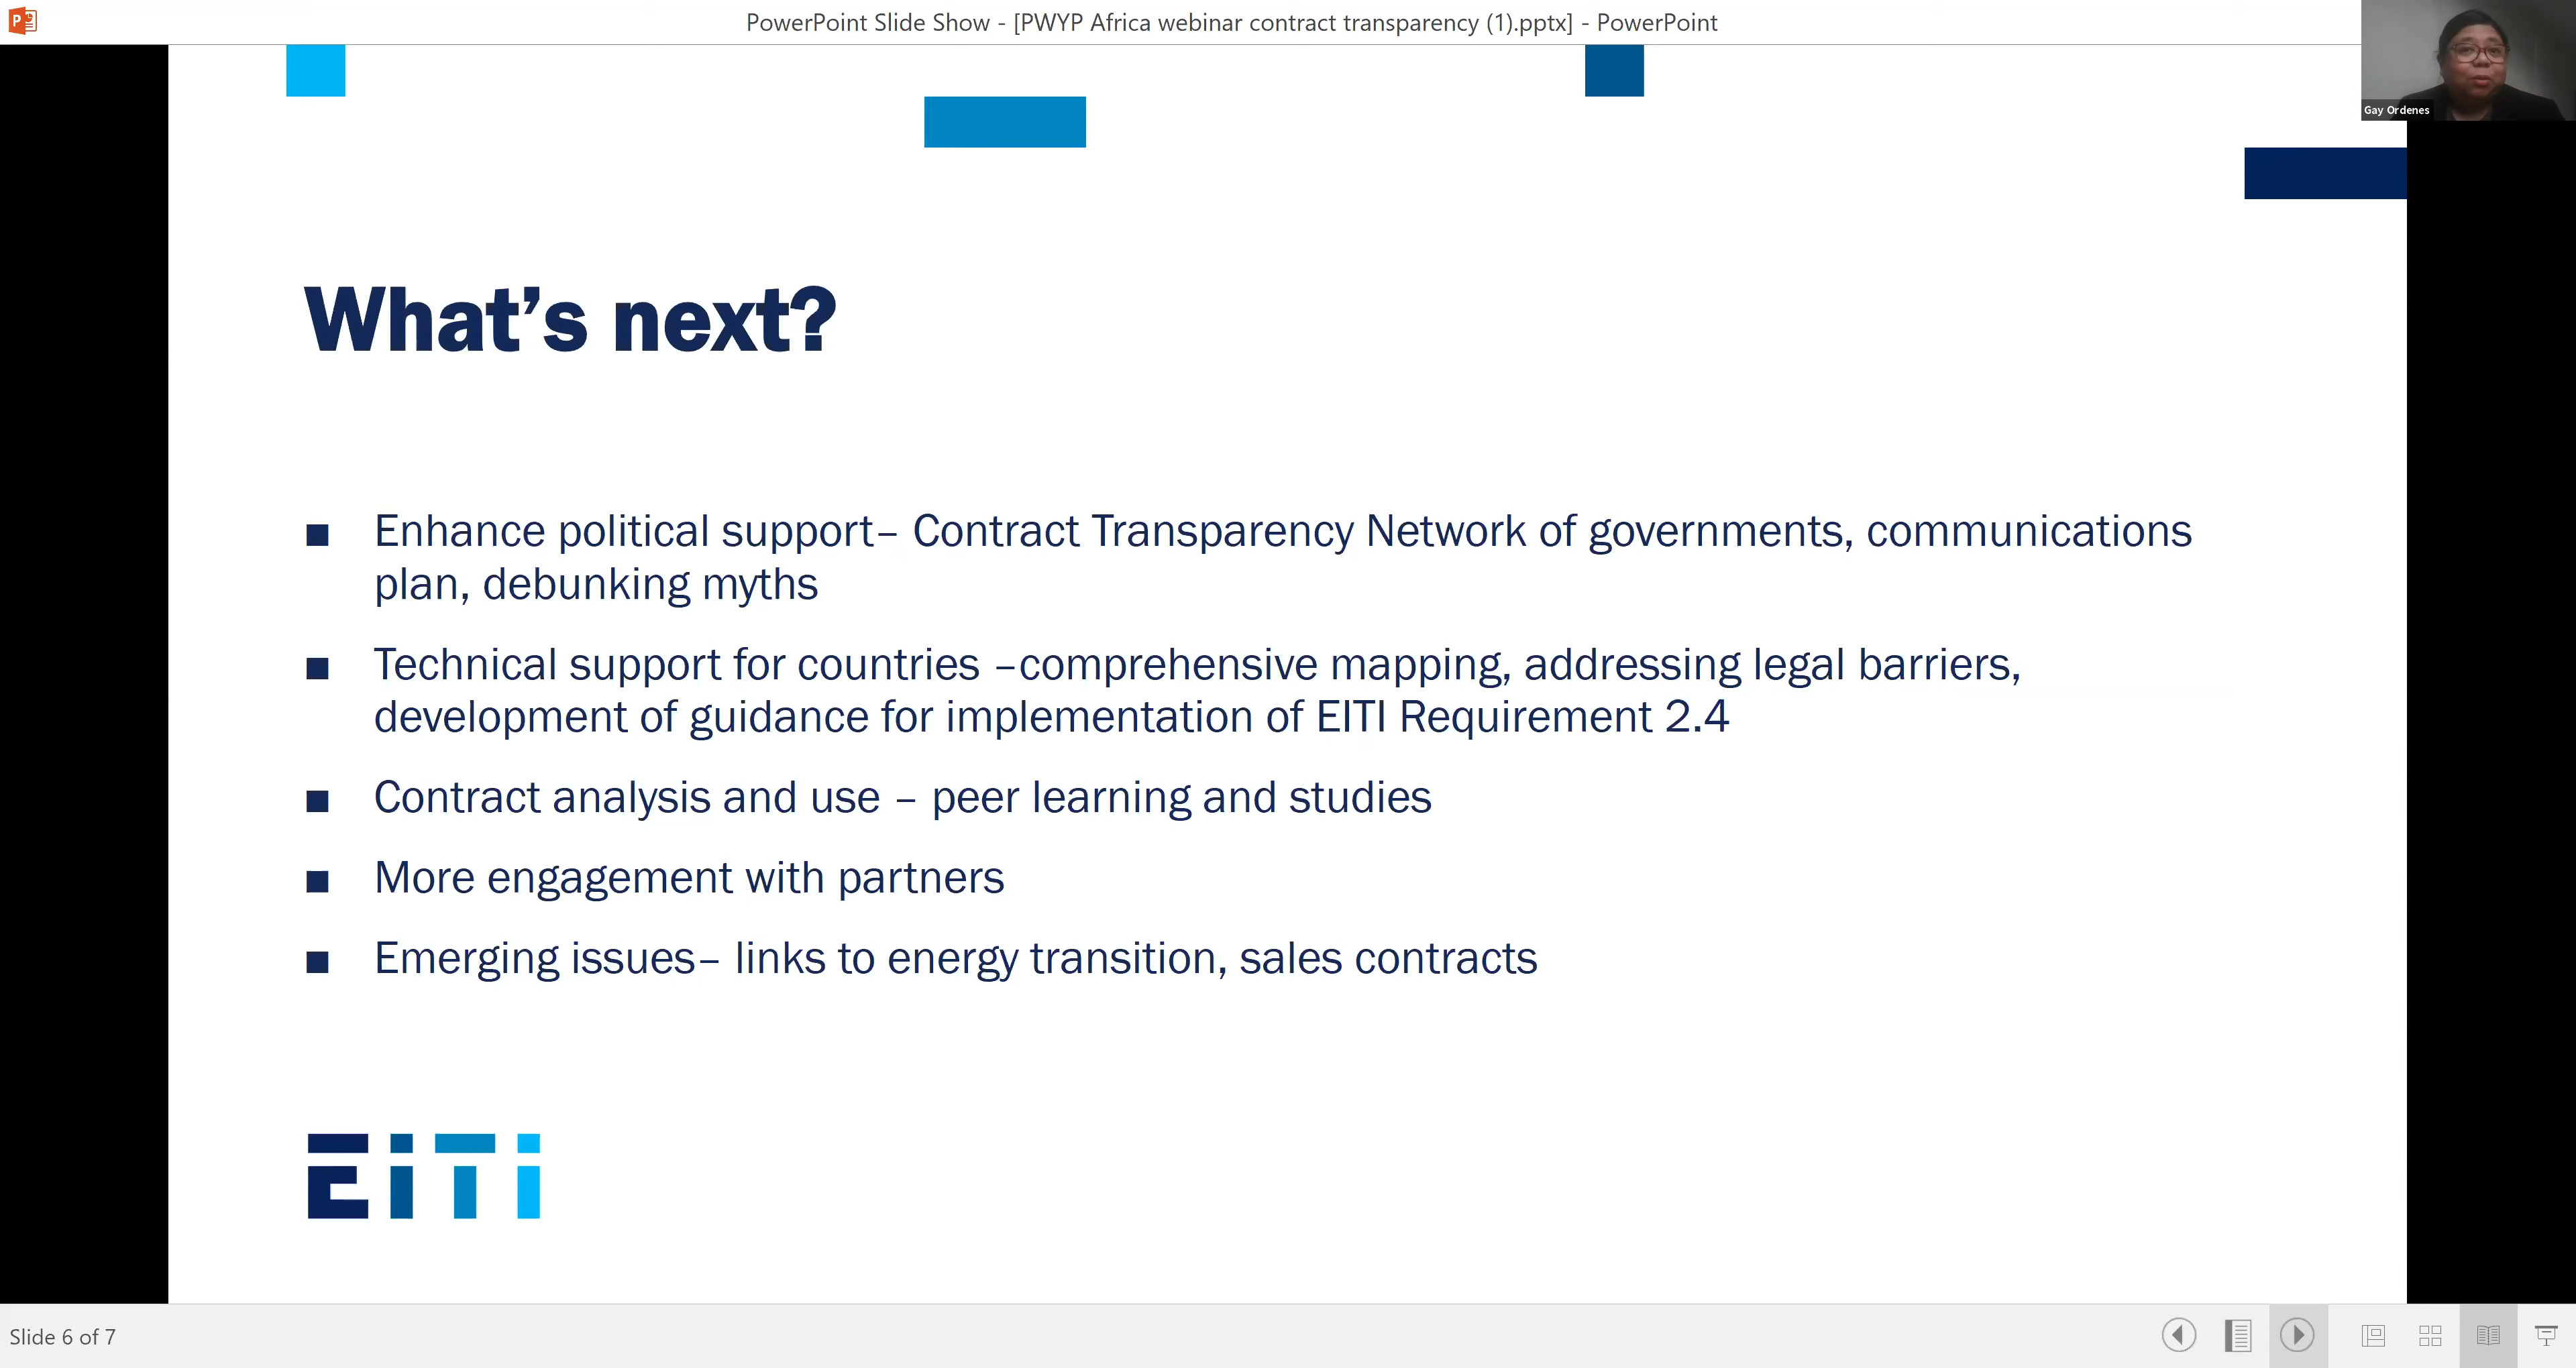 PowerPoint Slide Show - [PWYP Africa webinar contract transparency (1).pptx] - PowerPoint
Gay Ordenes
What’s next?
■ Enhance political support– Contract Transparency Network of governments, communications
plan, debunking myths
■ Technical support for countries –comprehensive mapping, addressing legal barriers,
development of guidance for implementation of EITI Requirement 2.4
■ Contract analysis and use – peer learning and studies
■ More engagement with partners
■ Emerging issues– links to energy transition, sales contracts
EiTi
Slide 6 of 7